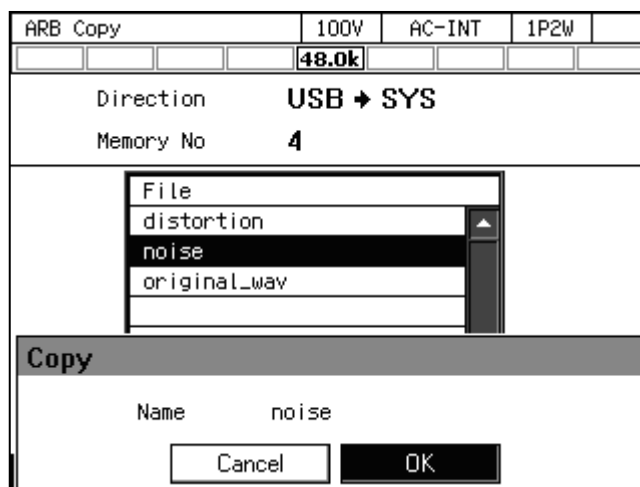 ARB Copy 100V AC-INT 1P2W
48.0k
Direction USB → SYS
Memory No 4
File
distortion
noise
original_wav
Copy
Name noise
Cancel OK